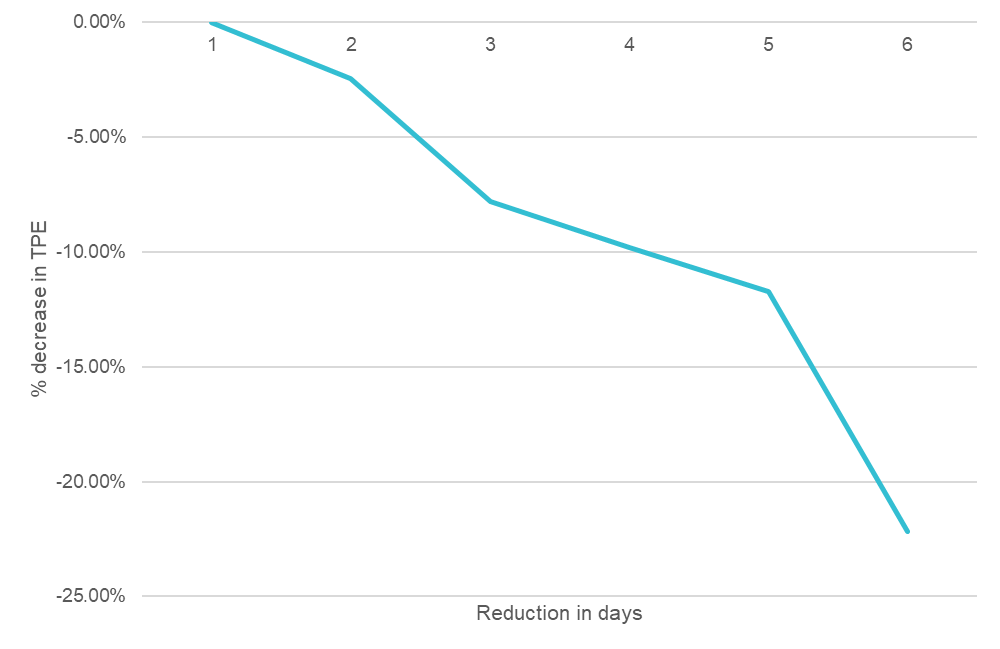 0.00%
1 2 3 4 5 6
-5.00%
-10.00%
-15.00%
-20.00%
-25.00%
% decrease in TPE
Reduction in days